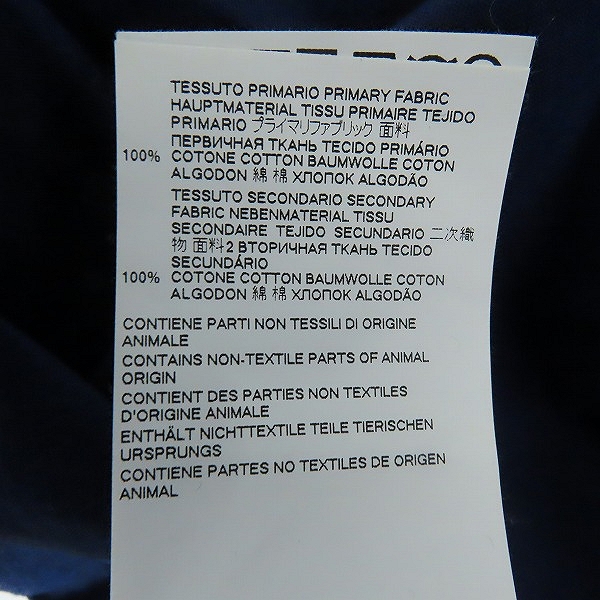 TESSUTO PRIMARIO PRIMARY FABRIC
HAUPTMATERIAL TISSU PRIMAIRE TEJIDO
PRIMARIO プライマリファブリック 面料
ПЕРВИЧНАЯ ТКАНЬ TECIDO PRIMÁRIO
100% COTONE COTTON BAUMWOLLE COTON
ALGODON 綿 棉 ХЛОПОК ALGODÃO
TESSUTO SECONDARIO SECONDARY
FABRIC NEBENMATERIAL TISSU
SECONDAIRE TEJIDO SECUNDARIO 二次織
物 面料2 ВТОРИЧНАЯ ТКАНЬ TECIDO
SECUNDÁRIO
100% COTONE COTTON BAUMWOLLE COTON
ALGODON 綿 棉 ХЛОПОК ALGODÃO
CONTIENE PARTI NON TESSILI DI ORIGINE
ANIMALE
CONTAINS NON-TEXTILE PARTS OF ANIMAL
ORIGIN
CONTIENT DES PARTIES NON TEXTILES
D'ORIGINE ANIMALE
ENTHÄLT NICHTTEXTILE TEILE TIERISCHEN
URSPRUNGS
CONTIENE PARTES NO TEXTILES DE ORIGEN
ANIMAL